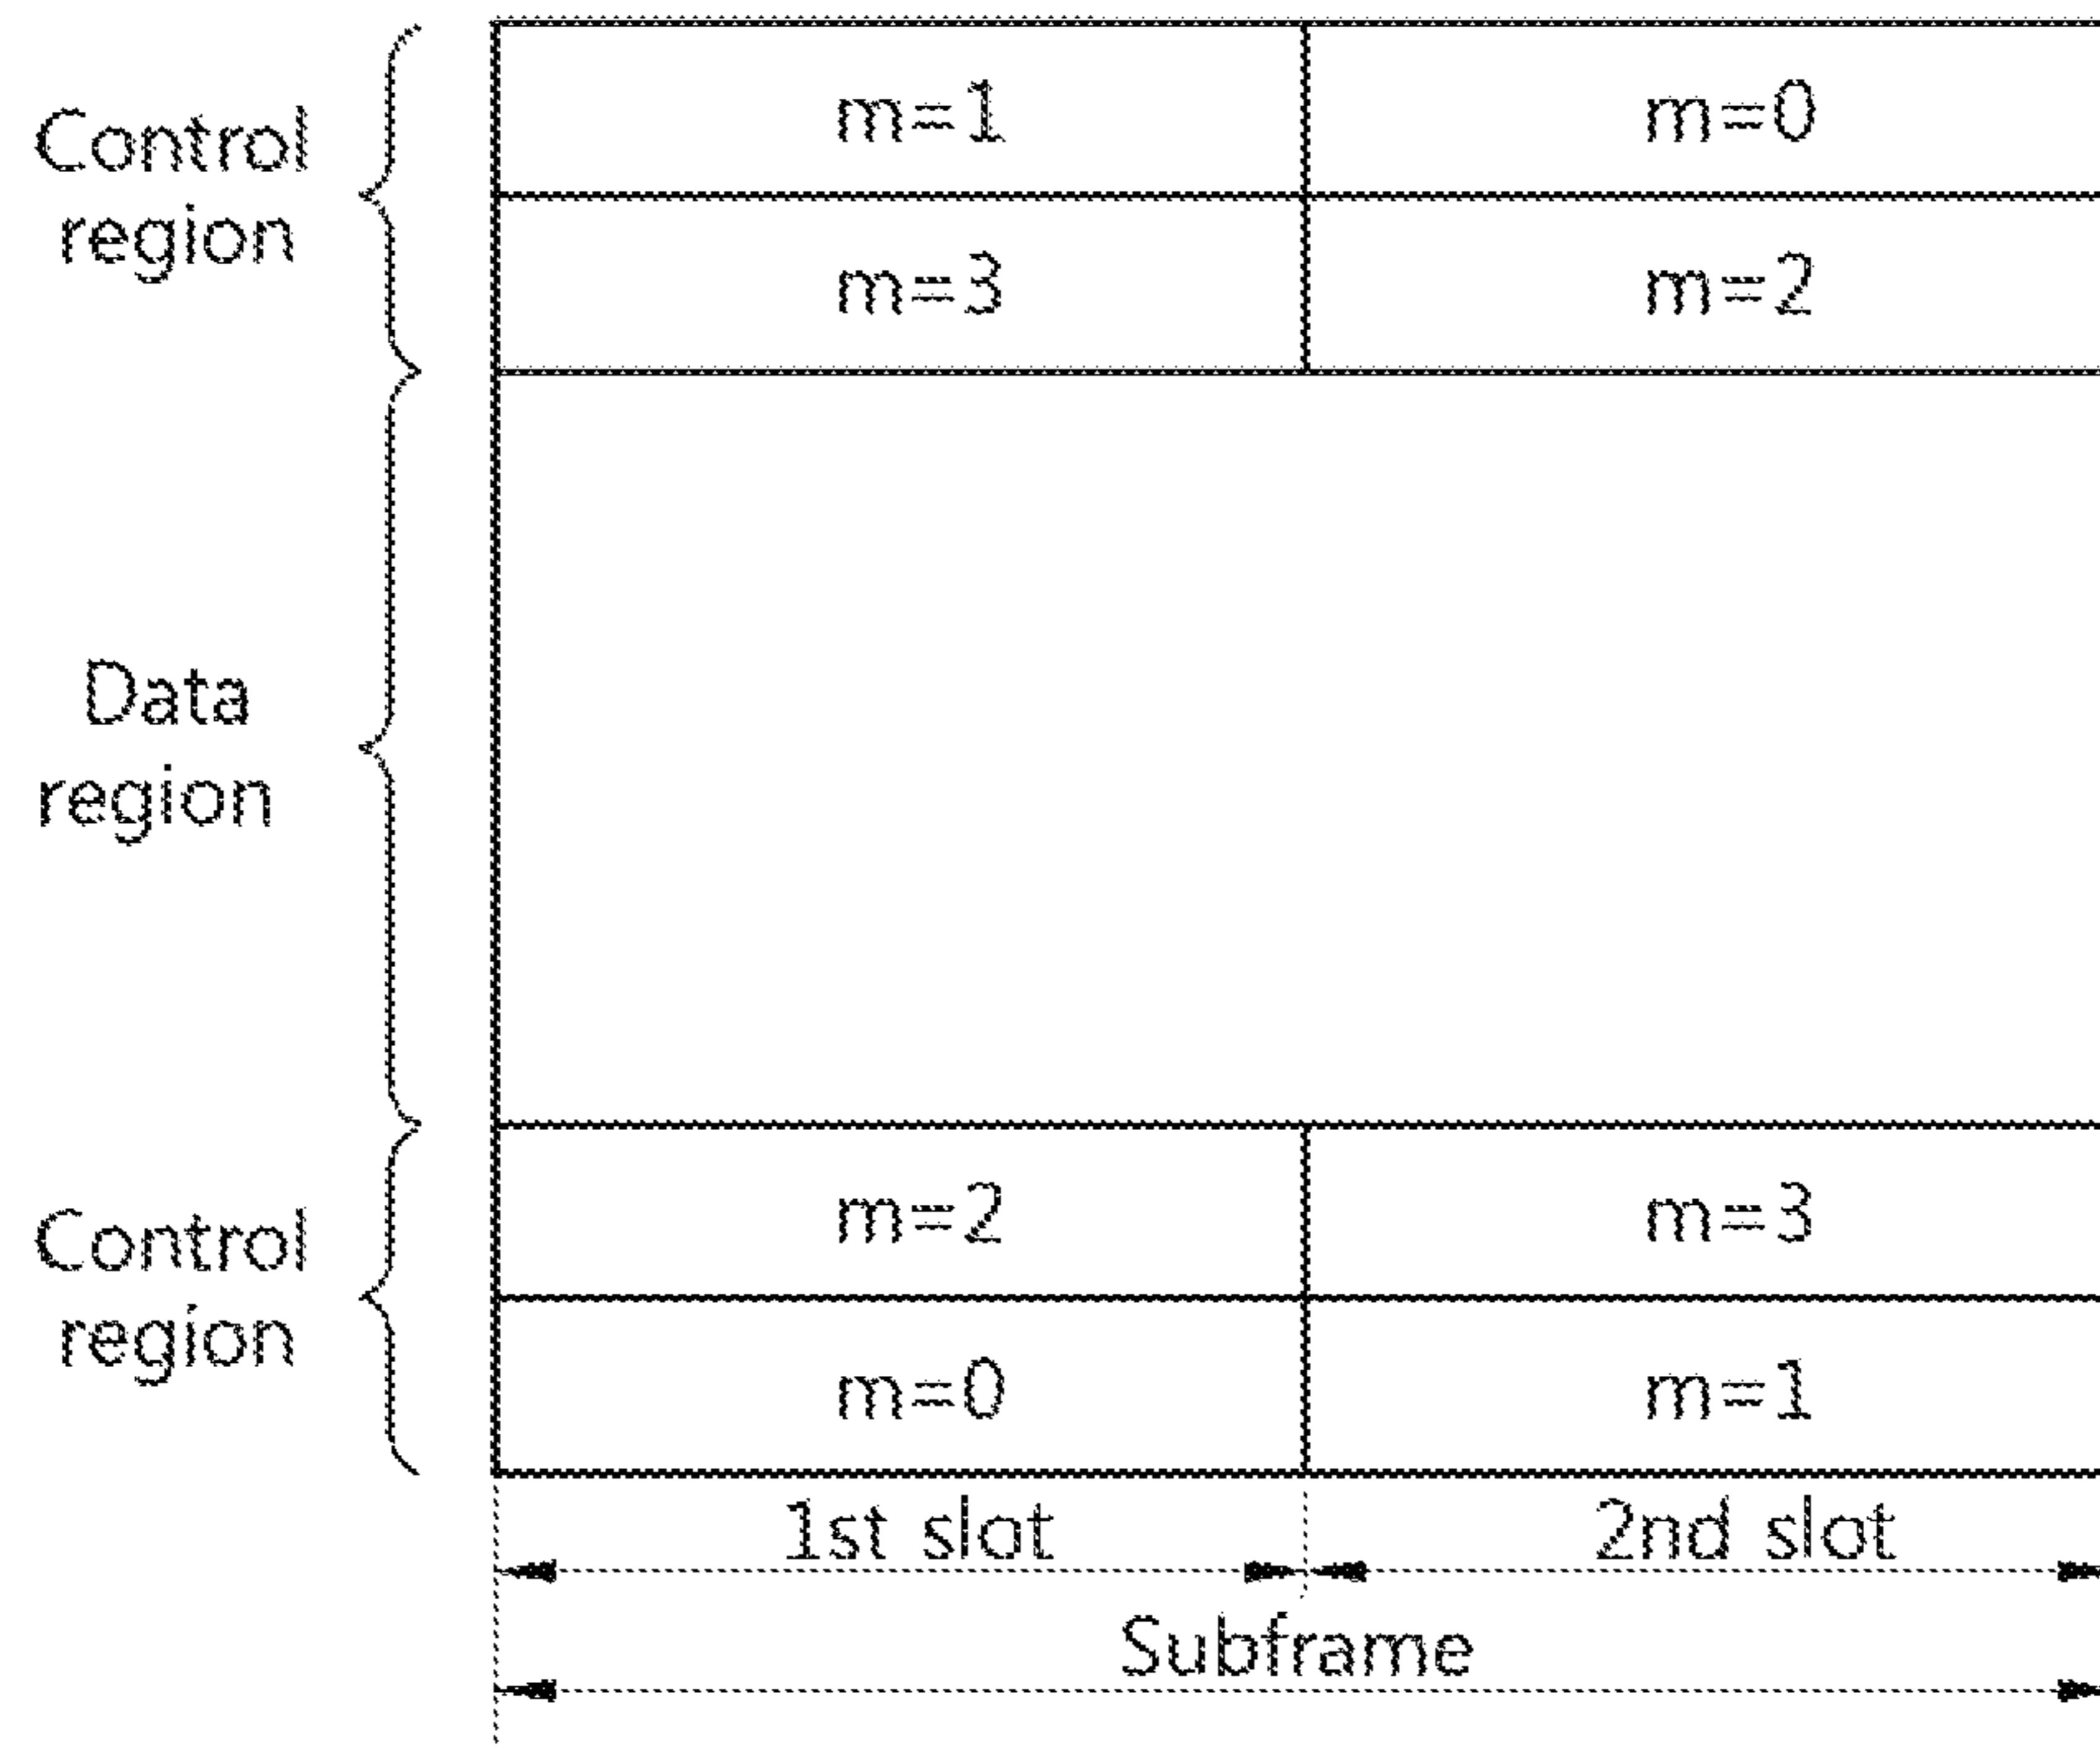 Control
region
m=1
m=0
m=3
m=2
Data
region
Control
region
m=2
m=3
m=0
m=1
1st slot
2nd slot
Subframe